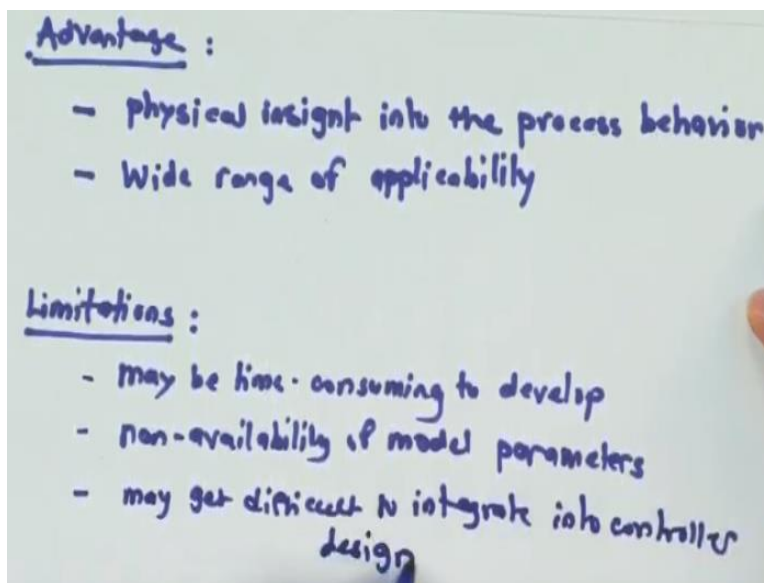 Advantage :
- physical insight into the process behavior
- Wide range of applicability
Limitations :
- may be time-consuming to develop
- non-availability of model parameters
- may get difficult to integrate into controller
design